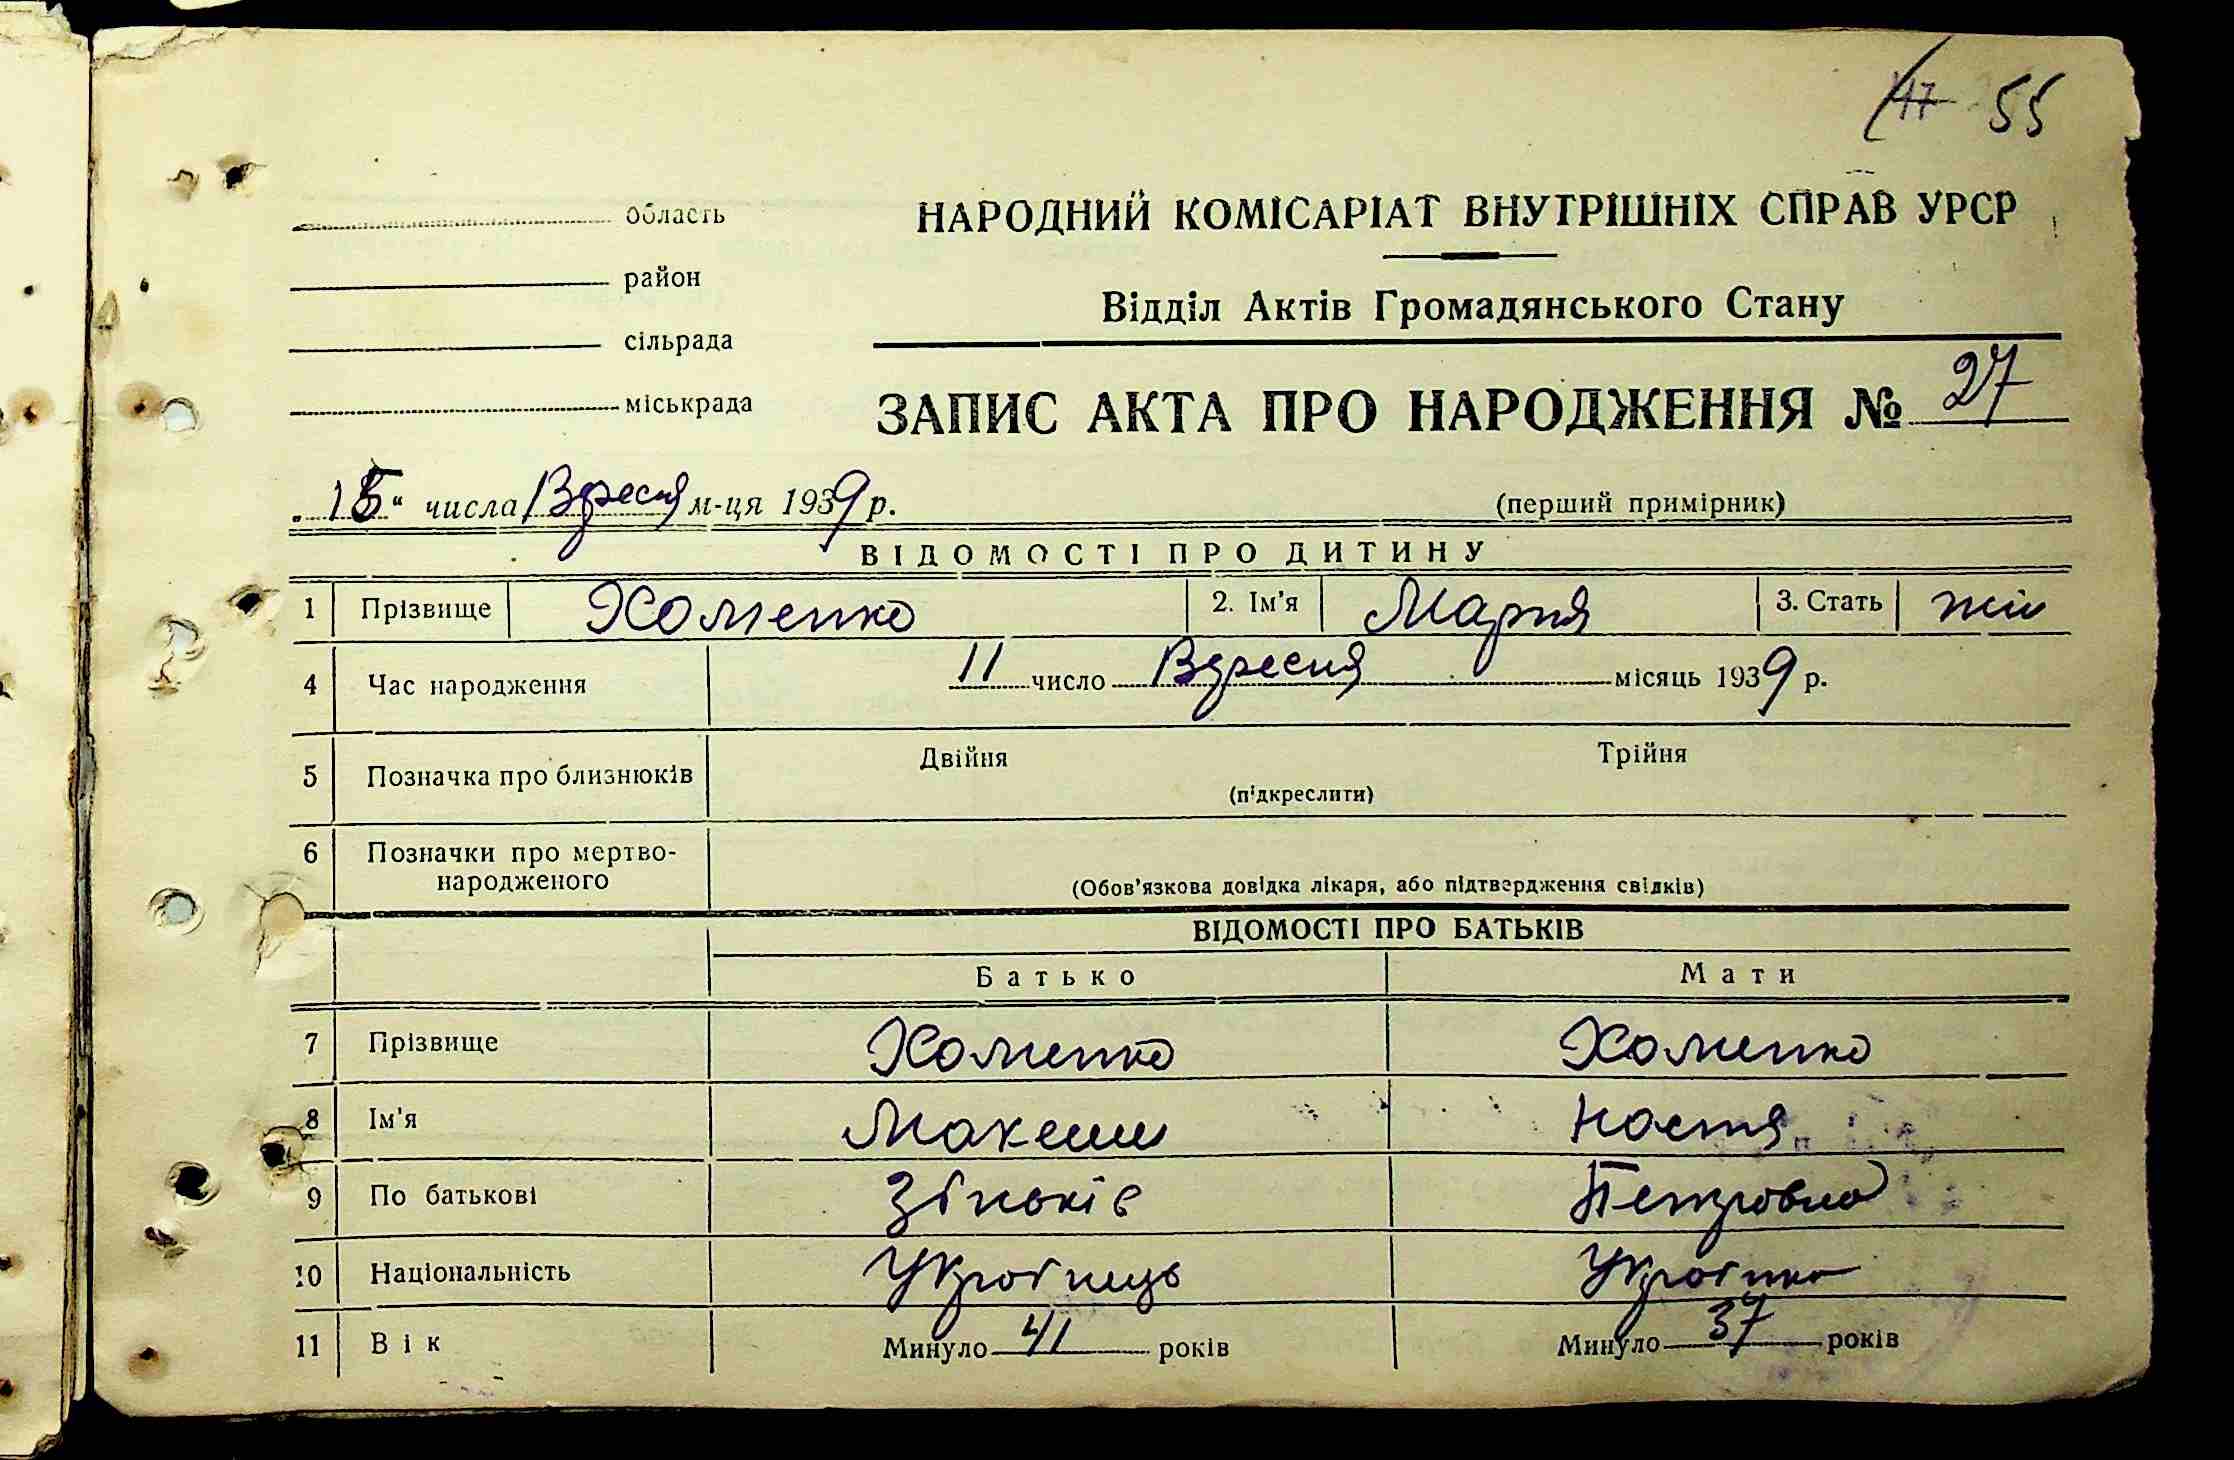 47 55
область
район
сільрада
міськрада
НАРОДНИЙ КОМІСАРІАТ ВНУТРІШНІХ СПРАВ УРСР
Відділ Актів Громадянського Стану
ЗАПИС АКТА ПРО НАРОДЖЕННЯ № 27
„15“ числа Вересня м-ця 1939 р.
(перший примірник)
ВІДОМОСТІ ПРО ДИТИНУ
1 Прізвище Хоменко 2. Ім'я Мария 3. Стать жін
4 Час народження 11 число Вересня місяць 1939 р.
5 Позначка про близнюків Двійня Трійня
(підкреслити)
6 Позначки про мертво-
народженого
(Обов'язкова довідка лікаря, або підтвердження свідків)
ВІДОМОСТІ ПРО БАТЬКІВ
Батько Мати
7 Прізвище Хоменко Хоменко
8 Ім'я Максим Настя
9 По батькові Зіньків Петровна
10 Національність Українець Українка
11 Вік Минуло 41 років Минуло 37 років